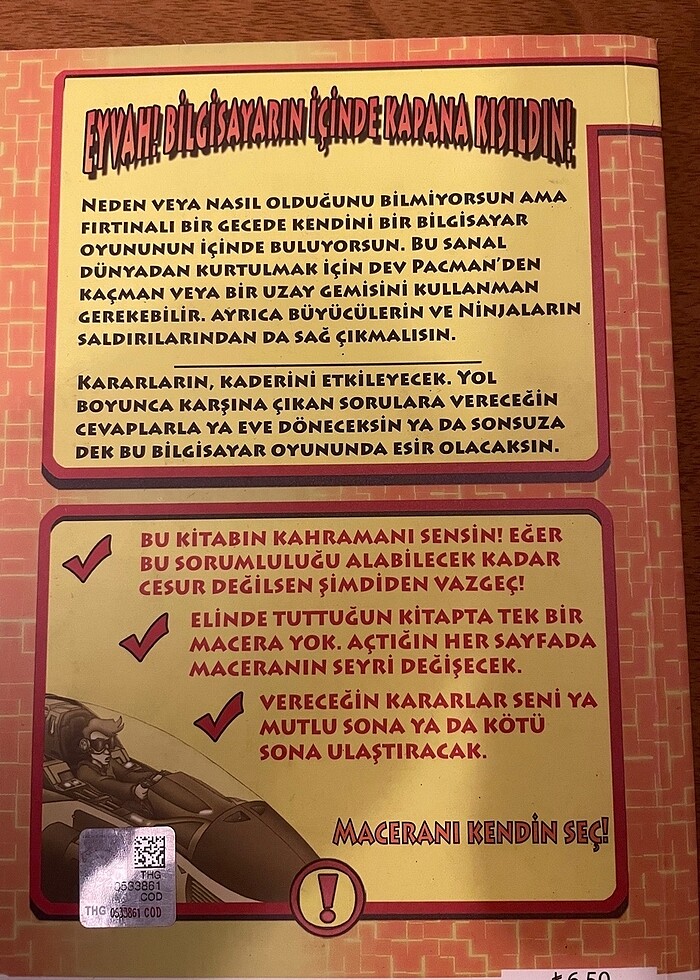 EYVAH! BİLGİSAYARIN İÇİNDE KAPANA KISILDIN!
NEDEN VEYA NASIL OLDUĞUNU BİLMİYORSUN AMA
FIRTINALI BİR GECEDE KENDİNİ BİR BİLGİSAYAR
OYUNUNUN İÇİNDE BULUYORSUN. BU SANAL
DÜNYADAN KURTULMAK İÇİN DEV PACMAN'DEN
KAÇMAN VEYA BİR UZAY GEMİSİNİ KULLANMAN
GEREKEBİLİR. AYRICA BÜYÜCÜLERİN VE NİNJALARIN
SALDIRILARINDAN DA SAĞ ÇIKMALISIN.
KARARLARIN, KADERİNİ ETKİLEYECEK. YOL
BOYUNCA KARŞINA ÇIKAN SORULARA VERECEĞİN
CEVAPLARLA YA EVE DÖNECEKSİN YA DA SONSUZA
DEK BU BİLGİSAYAR OYUNUNDA ESİR OLACAKSIN.
BU KİTABIN KAHRAMANI SENSİN! EĞER
BU SORUMLULUĞU ALABİLECEK KADAR
CESUR DEĞİLSEN ŞİMDİDEN VAZGEÇ!
ELİNDE TUTTUĞUN KİTAPTA TEK BİR
MACERA YOK. AÇTIĞIN HER SAYFADA
MACERANIN SEYRİ DEĞİŞECEK.
VERECEĞİN KARARLAR SENİ YA
MUTLU SONA YA DA KÖTÜ
SONA ULAŞTIRACAK.
MACERANI KENDİN SEÇ!
THG
0533861
COD
THG 0533861 COD
!
₺6,50